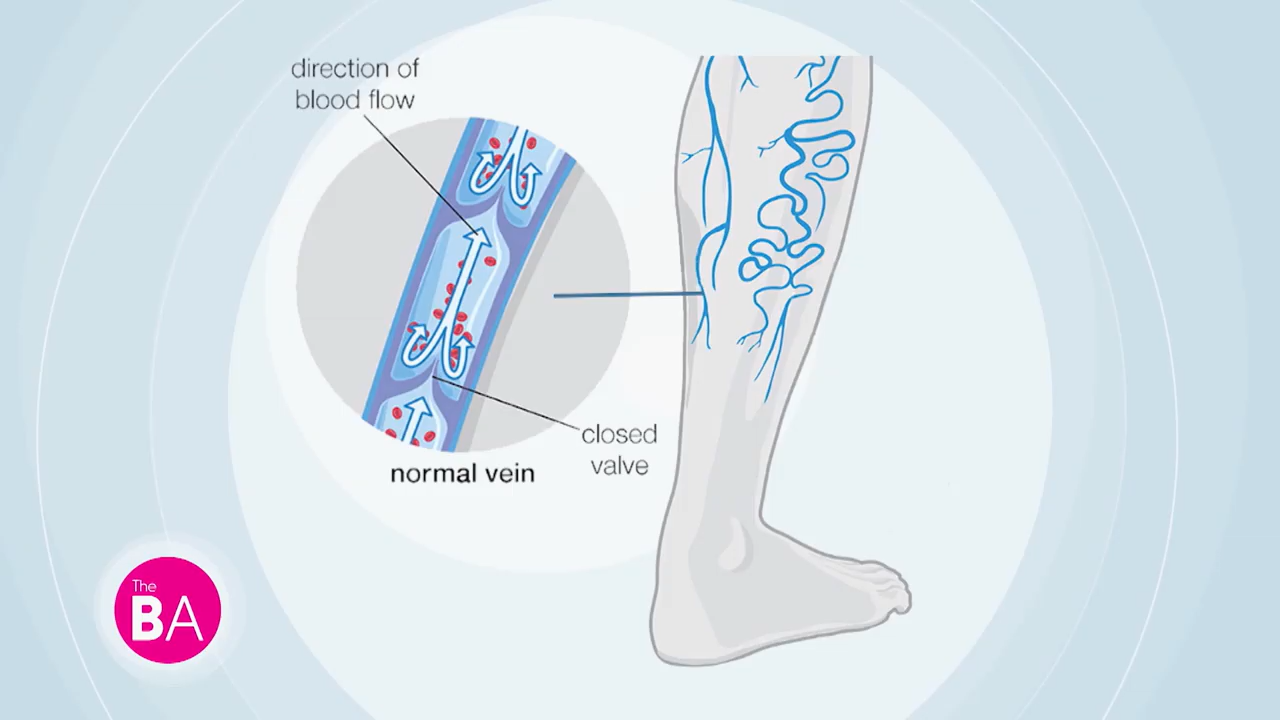 direction of
blood flow
closed
valve
normal vein
The
BA